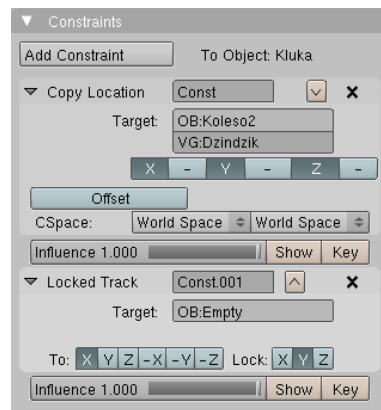 Constraints
Add Constraint To Object: Kluka
Copy Location Const
Target: OB:Koleso2
VG:Dzindzik
X - Y - Z -
Offset
CSpace: World Space World Space
Influence 1.000 Show Key
Locked Track Const.001
Target: OB:Empty
To: X Y Z -X -Y -Z Lock: X Y Z
Influence 1.000 Show Key